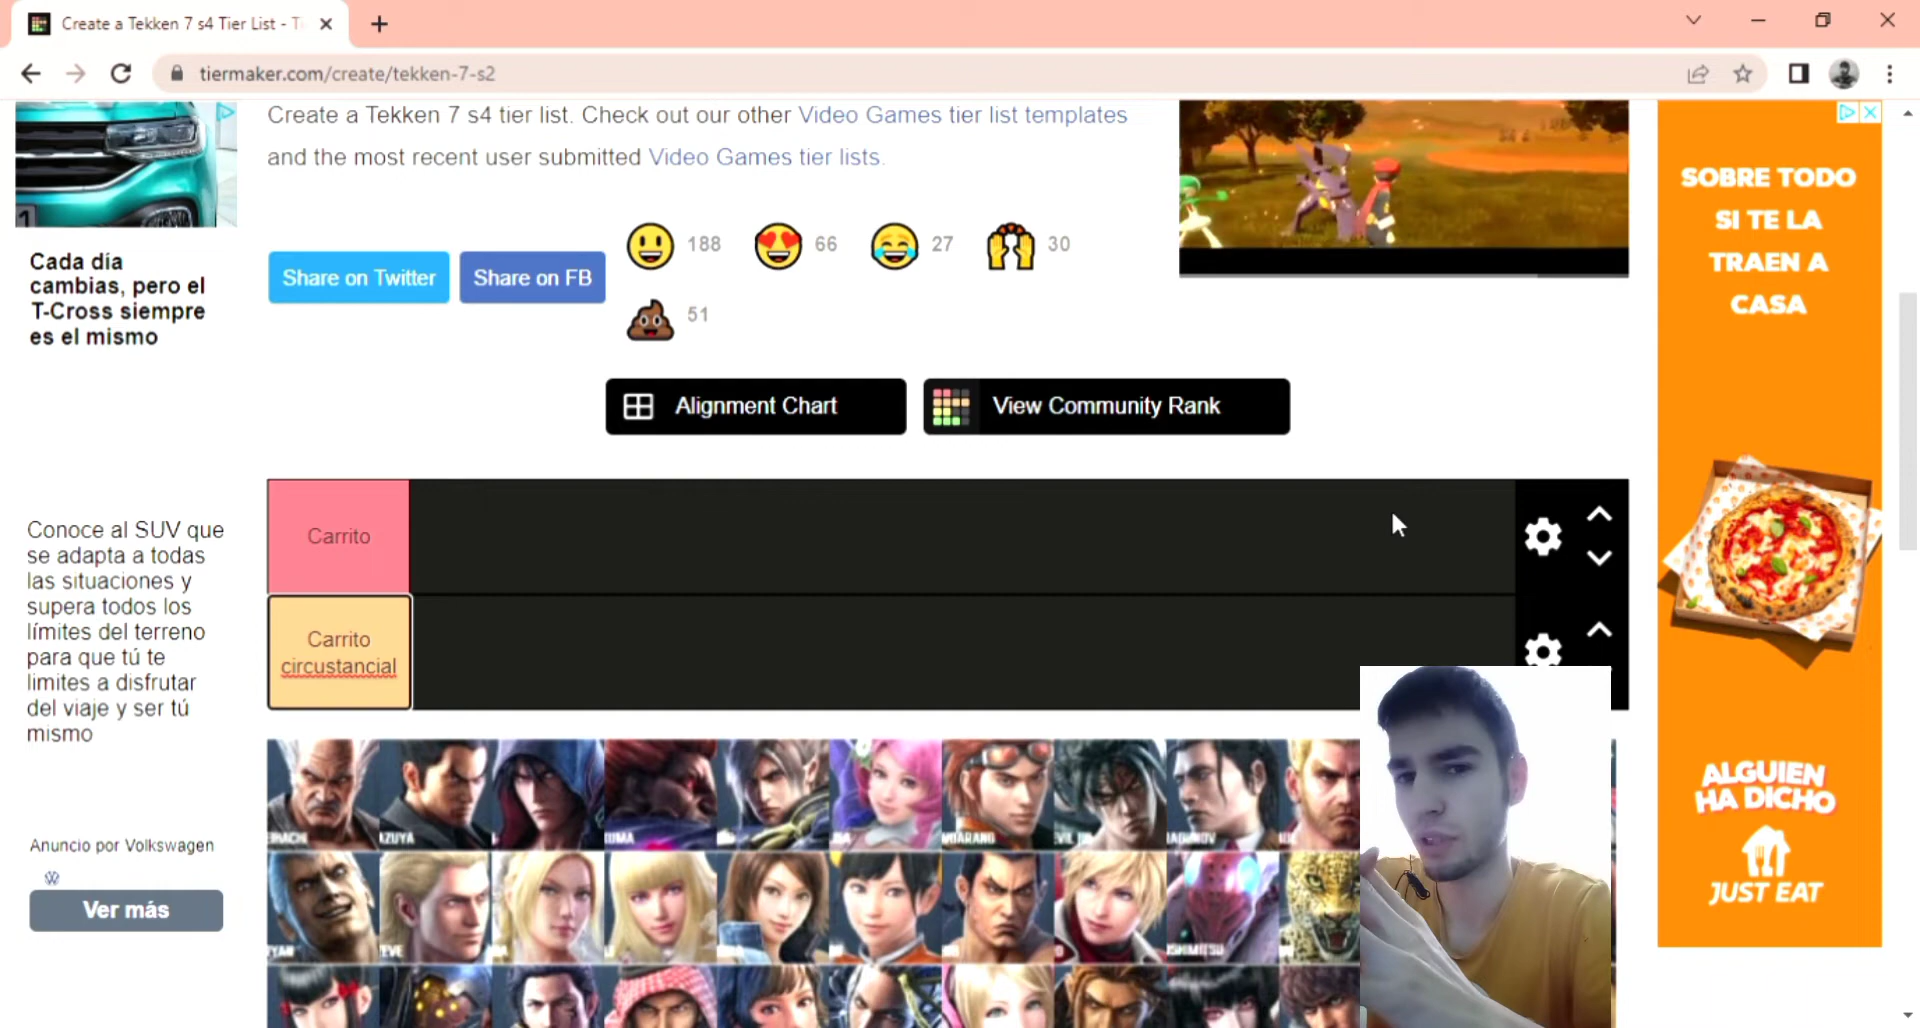 Create a Tekken 7 s4 Tier List - T
tiermaker.com/create/tekken-7-s2
Create a Tekken 7 s4 tier list. Check out our other Video Games tier list templates
and the most recent user submitted Video Games tier lists.
Share on Twitter
Share on FB
188
66
27
30
51
Alignment Chart
View Community Rank
Cada día
cambias, pero el
T-Cross siempre
es el mismo
Conoce al SUV que
se adapta a todas
las situaciones y
supera todos los
límites del terreno
para que tú te
limites a disfrutar
del viaje y ser tú
mismo
Anuncio por Volkswagen
Ver más
Carrito
Carrito
circustancial
AZUYA
EVE
SOBRE TODO
SI TE LA
TRAEN A
CASA
ALGUIEN
HA DICHO
JUST EAT